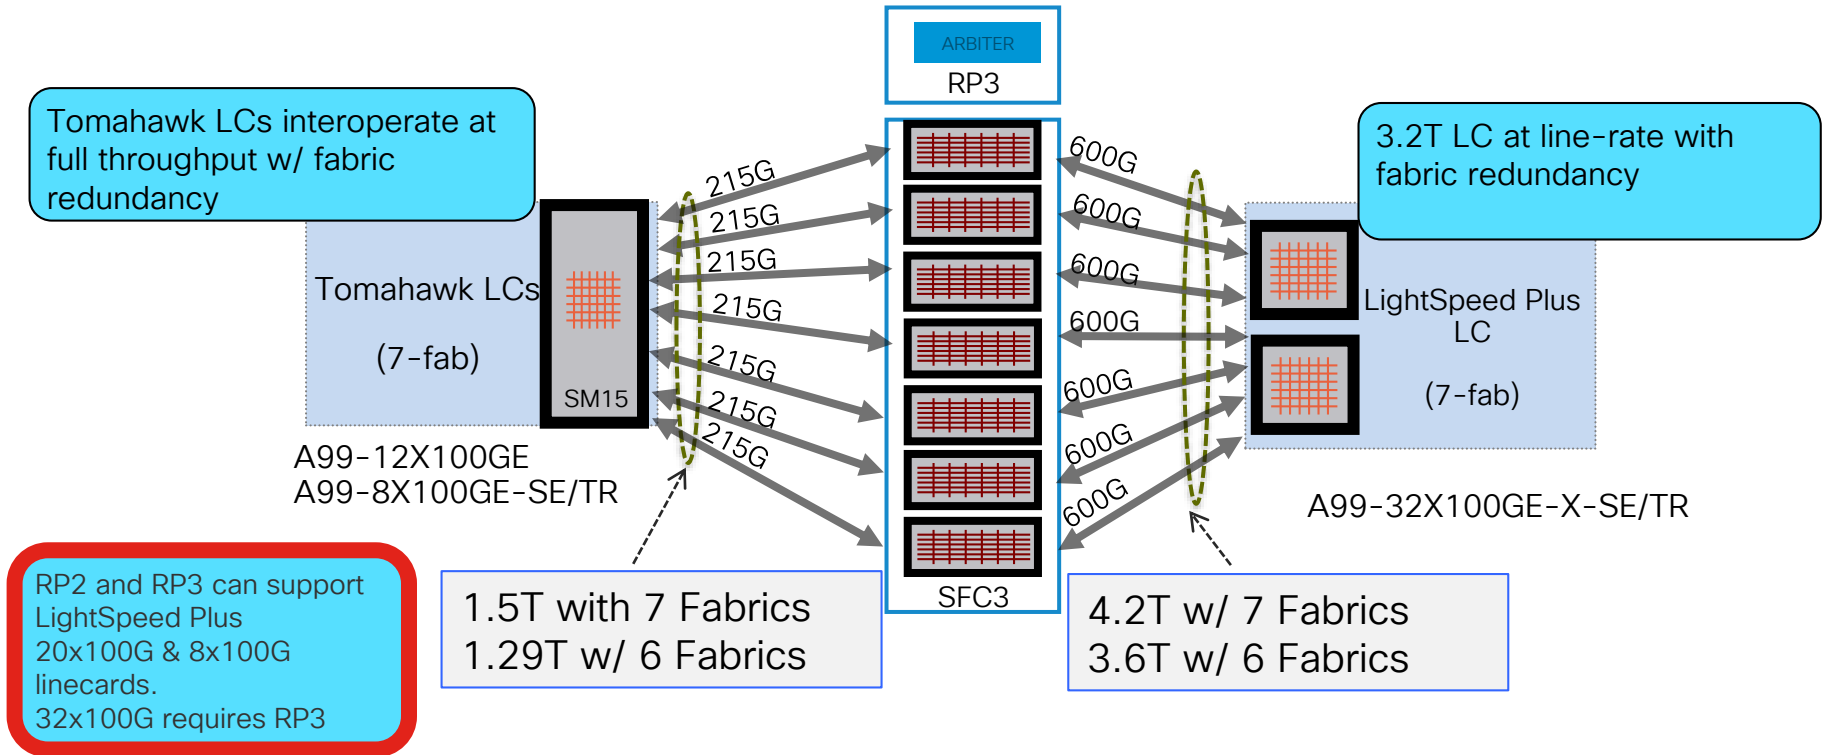 ARBITER
RP3
Tomahawk LCs interoperate at
full throughput w/ fabric
redundancy
3.2T LC at line-rate with
fabric redundancy
215G
215G
215G
215G
215G
215G
215G
600G
600G
600G
600G
600G
600G
600G
Tomahawk LCs
(7-fab)
SM15
LightSpeed Plus
LC
(7-fab)
A99-12X100GE
A99-8X100GE-SE/TR
A99-32X100GE-X-SE/TR
SFC3
RP2 and RP3 can support
LightSpeed Plus
20x100G & 8x100G
linecards.
32x100G requires RP3
1.5T with 7 Fabrics
1.29T w/ 6 Fabrics
4.2T w/ 7 Fabrics
3.6T w/ 6 Fabrics